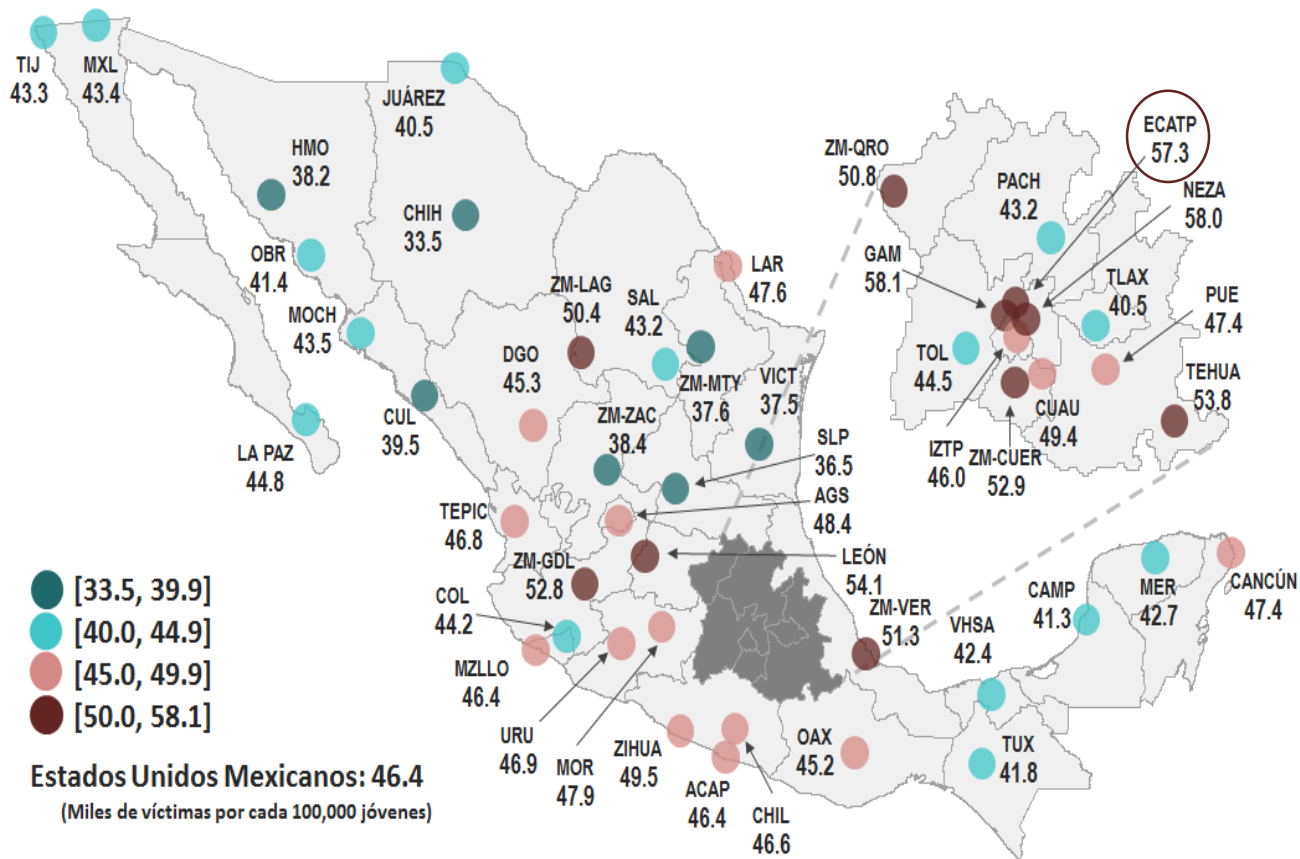 TIJ
43.3
MXL
43.4
JUÁREZ
40.5
HMO
38.2
CHIH
33.5
OBR
41.4
MOCH
43.5
LA PAZ
44.8
CUL
39.5
DGO
45.3
ZM-LAG
50.4
SAL
43.2
LAR
47.6
ZM-MTY
37.6
VICT
37.5
ZM-ZAC
38.4
SLP
36.5
AGS
48.4
TEPIC
46.8
LEÓN
54.1
ZM-GDL
52.8
COL
44.2
MZLLO
46.4
URU
46.9
MOR
47.9
ZIHUA
49.5
ACAP
46.4
CHIL
46.6
OAX
45.2
ZM-VER
51.3
VHSA
42.4
TUX
41.8
CAMP
41.3
MER
42.7
CANCÚN
47.4
ZM-QRO
50.8
PACH
43.2
ECATP
57.3
NEZA
58.0
GAM
58.1
TLAX
40.5
PUE
47.4
TOL
44.5
TEHUA
53.8
CUAU
49.4
IZTP
46.0
ZM-CUER
52.9
[33.5, 39.9]
[40.0, 44.9]
[45.0, 49.9]
[50.0, 58.1]
Estados Unidos Mexicanos: 46.4
(Miles de víctimas por cada 100,000 jóvenes)